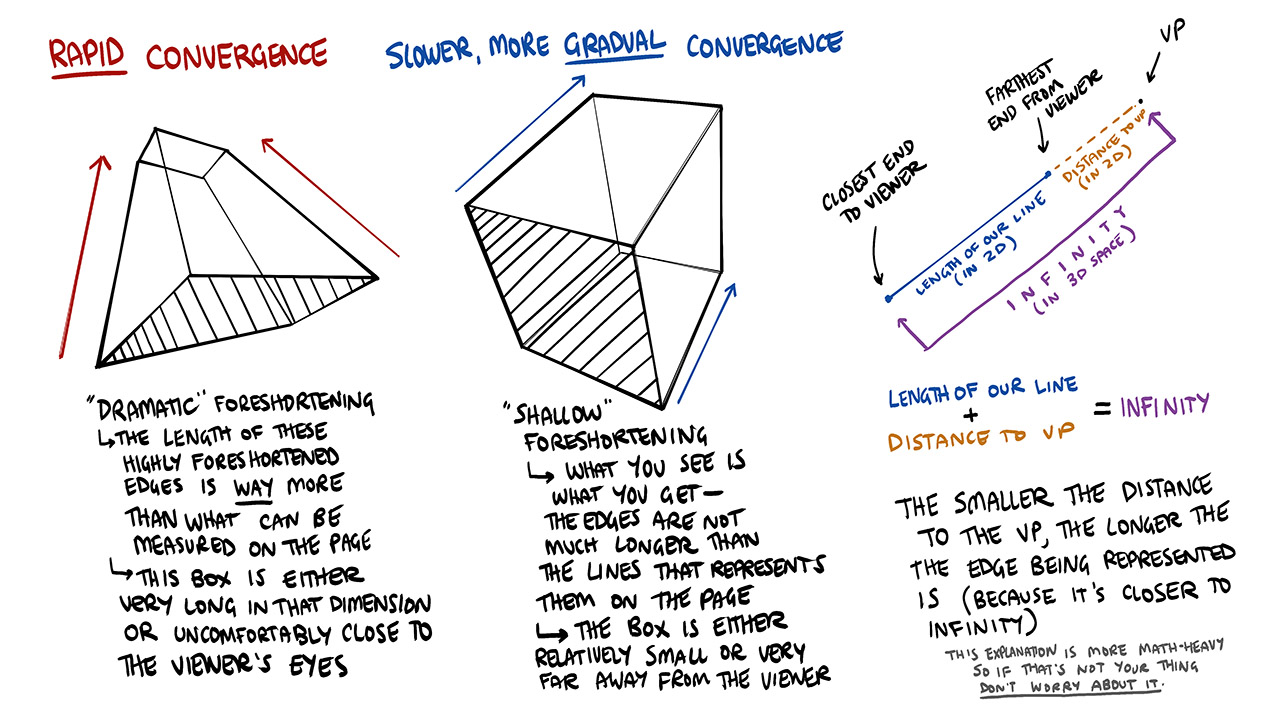 RAPID CONVERGENCE
"DRAMATIC" FORESHORTENING
THE LENGTH OF THESE
HIGHLY FORESHORTENED
EDGES IS WAY MORE
THAN WHAT CAN BE
MEASURED ON THE PAGE
THIS BOX IS EITHER
VERY LONG IN THAT DIMENSION
OR UNCOMFORTABLY CLOSE TO
THE VIEWER'S EYES
SLOWER, MORE GRADUAL CONVERGENCE
"SHALLOW"
FORESHORTENING
WHAT YOU SEE IS
WHAT YOU GET—
THE EDGES ARE NOT
MUCH LONGER THAN
THE LINES THAT REPRESENTS
THEM ON THE PAGE
THE BOX IS EITHER
RELATIVELY SMALL OR VERY
FAR AWAY FROM THE VIEWER
VP
FARTHEST
END FROM
VIEWER
CLOSEST END
TO VIEWER
DISTANCE TO VP
(IN 2D)
LENGTH OF OUR LINE
(IN 2D)
INFINITY
(IN 3D SPACE)
LENGTH OF OUR LINE
+
DISTANCE TO VP
= INFINITY
THE SMALLER THE DISTANCE
TO THE VP, THE LONGER THE
THE EDGE BEING REPRESENTED
IS (BECAUSE IT'S CLOSER TO
INFINITY)
THIS EXPLANATION IS MORE MATH-HEAVY
SO IF THAT'S NOT YOUR THING
DON'T WORRY ABOUT IT.